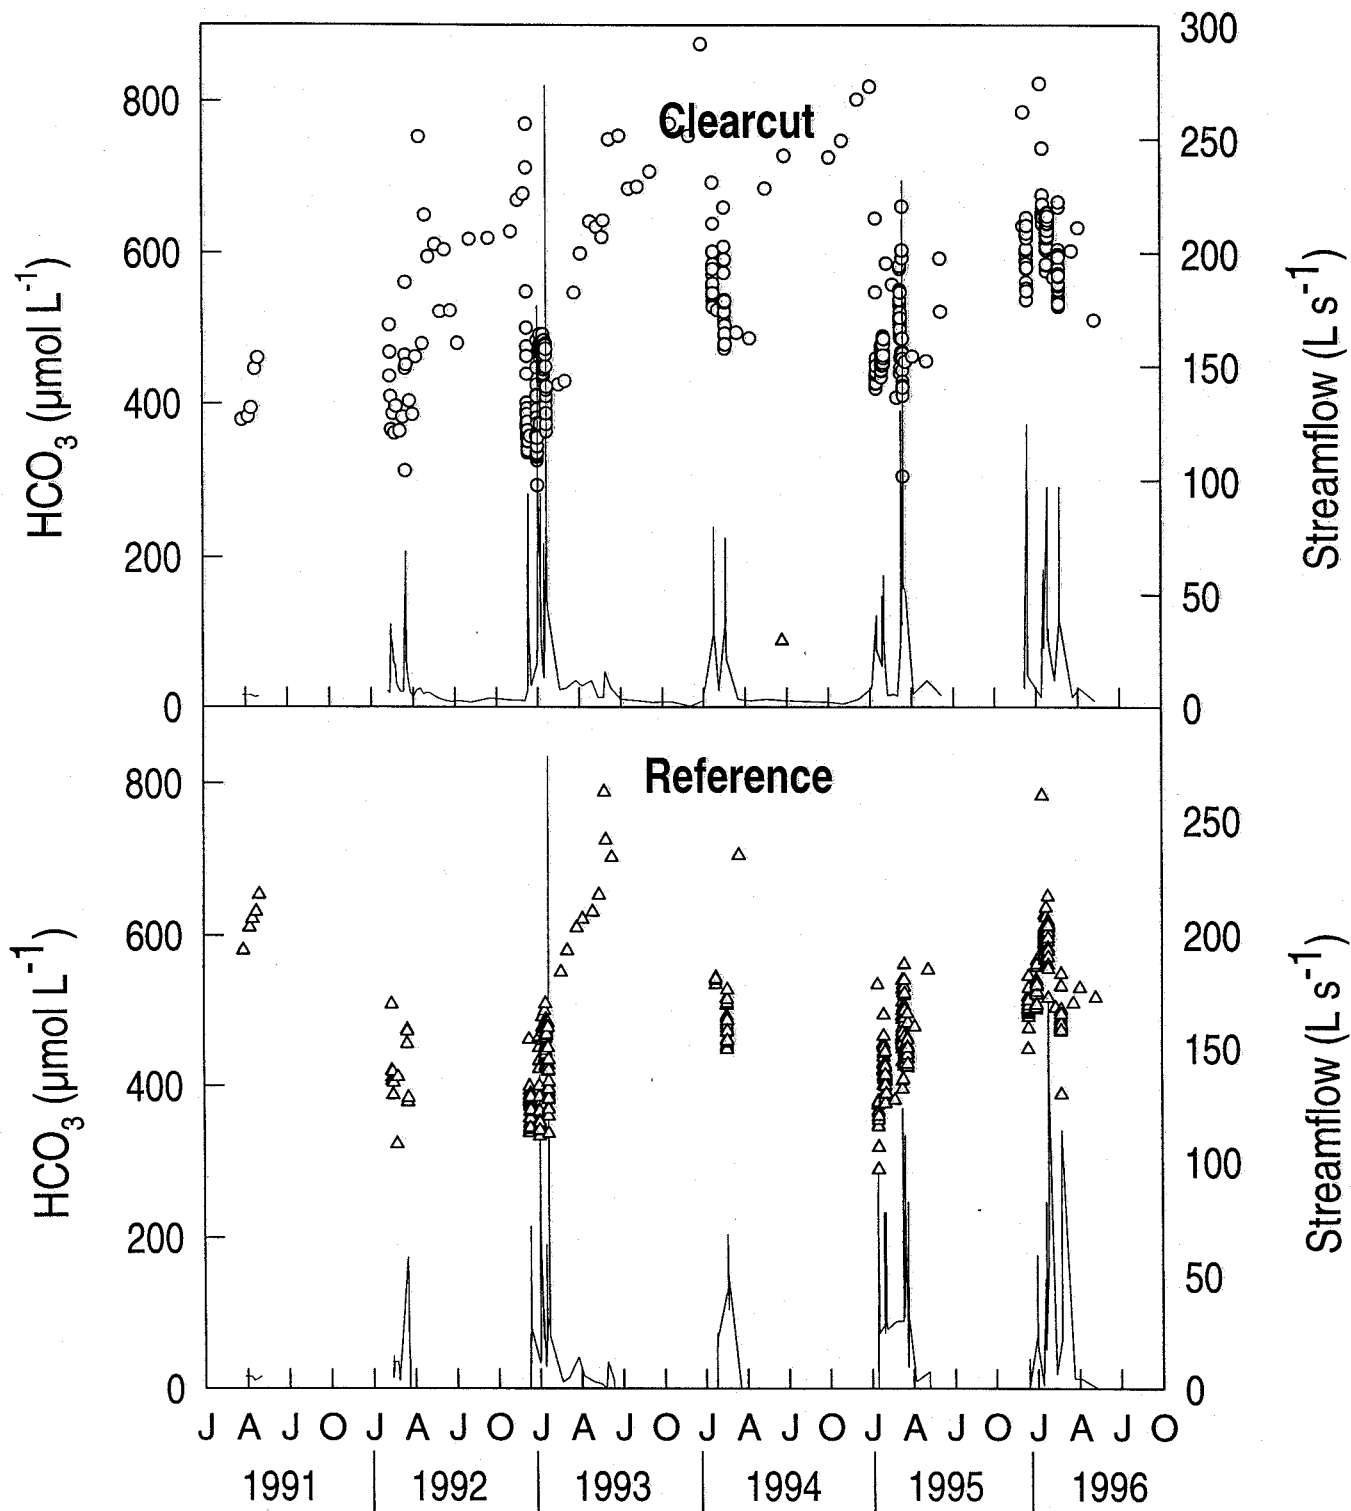 300
800
Clearcut
250
600
200
HCO3 (µmol L-1)
Streamflow (L s-1)
150
400
100
200
50
0
0
Reference
800
250
600
200
HCO3 (µmol L-1)
Streamflow (L s-1)
150
400
100
200
50
0
0
J A J O J A J O J A J O J A J O J A J O J A J O
1991 1992 1993 1994 1995 1996